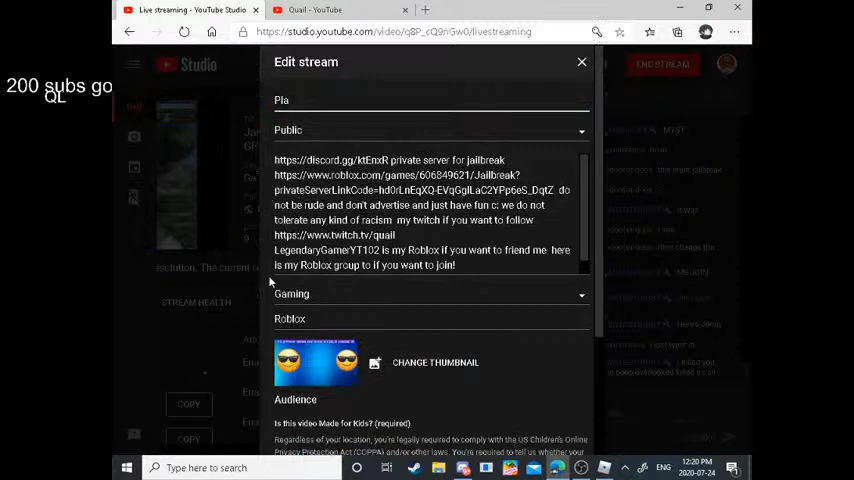 Live streaming - YouTube Studio
Quail - YouTube
https://studio.youtube.com/video/q8P_cQ9nGw0/livestreaming
Studio
END STREAM
200 subs go
QL
Edit stream
Pla
Public
https://discord.gg/ktEnxR private server for jailbreak
https://www.roblox.com/games/606849621/Jailbreak?
privateServerLinkCode=hd0rLnEqXQ-EVqGglLaC2YPp6eS_DqtZ do
not be rude and don't advertise and just have fun c: we do not
tolerate any kind of racism my twitch if you want to follow
https://www.twitch.tv/quail
LegendaryGamerYT102 is my Roblox if you want to friend me here
is my Roblox group to if you want to join!
Gaming
Roblox
CHANGE THUMBNAIL
Audience
Is this video Made for Kids? (required)
Regardless of your location, you're legally required to comply with the US Children's Online
Privacy Protection Act (COPPA) and/or other laws. You're required to tell us whether
STREAM HEALTH
COPY
COPY
MYST
it was
ME JOIN
Type here to search
ENG
12:20 PM
2020-07-24